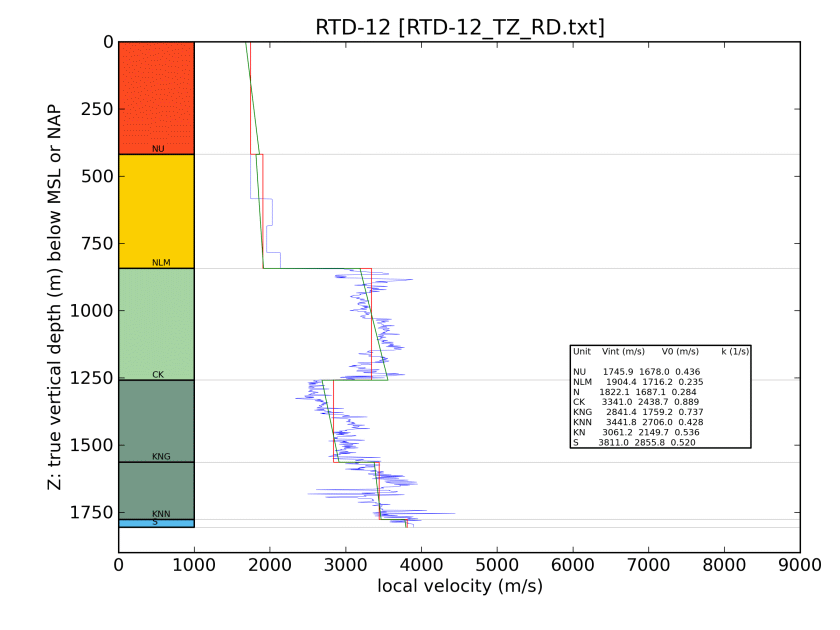 RTD-12 [RTD-12_TZ_RD.txt]
Z: true vertical depth (m) below MSL or NAP
0
250
500
750
1000
1250
1500
1750
NU
NLM
CK
KNG
KNN
S
Unit Vint (m/s) V0 (m/s) k (1/s)
NU 1745.9 1678.0 0.436
NLM 1904.4 1716.2 0.235
N 1822.1 1687.1 0.284
CK 3341.0 2438.7 0.889
KNG 2841.4 1759.2 0.737
KNN 3441.8 2706.0 0.428
KN 3061.2 2149.7 0.536
S 3811.0 2855.8 0.520
0 1000 2000 3000 4000 5000 6000 7000 8000 9000
local velocity (m/s)